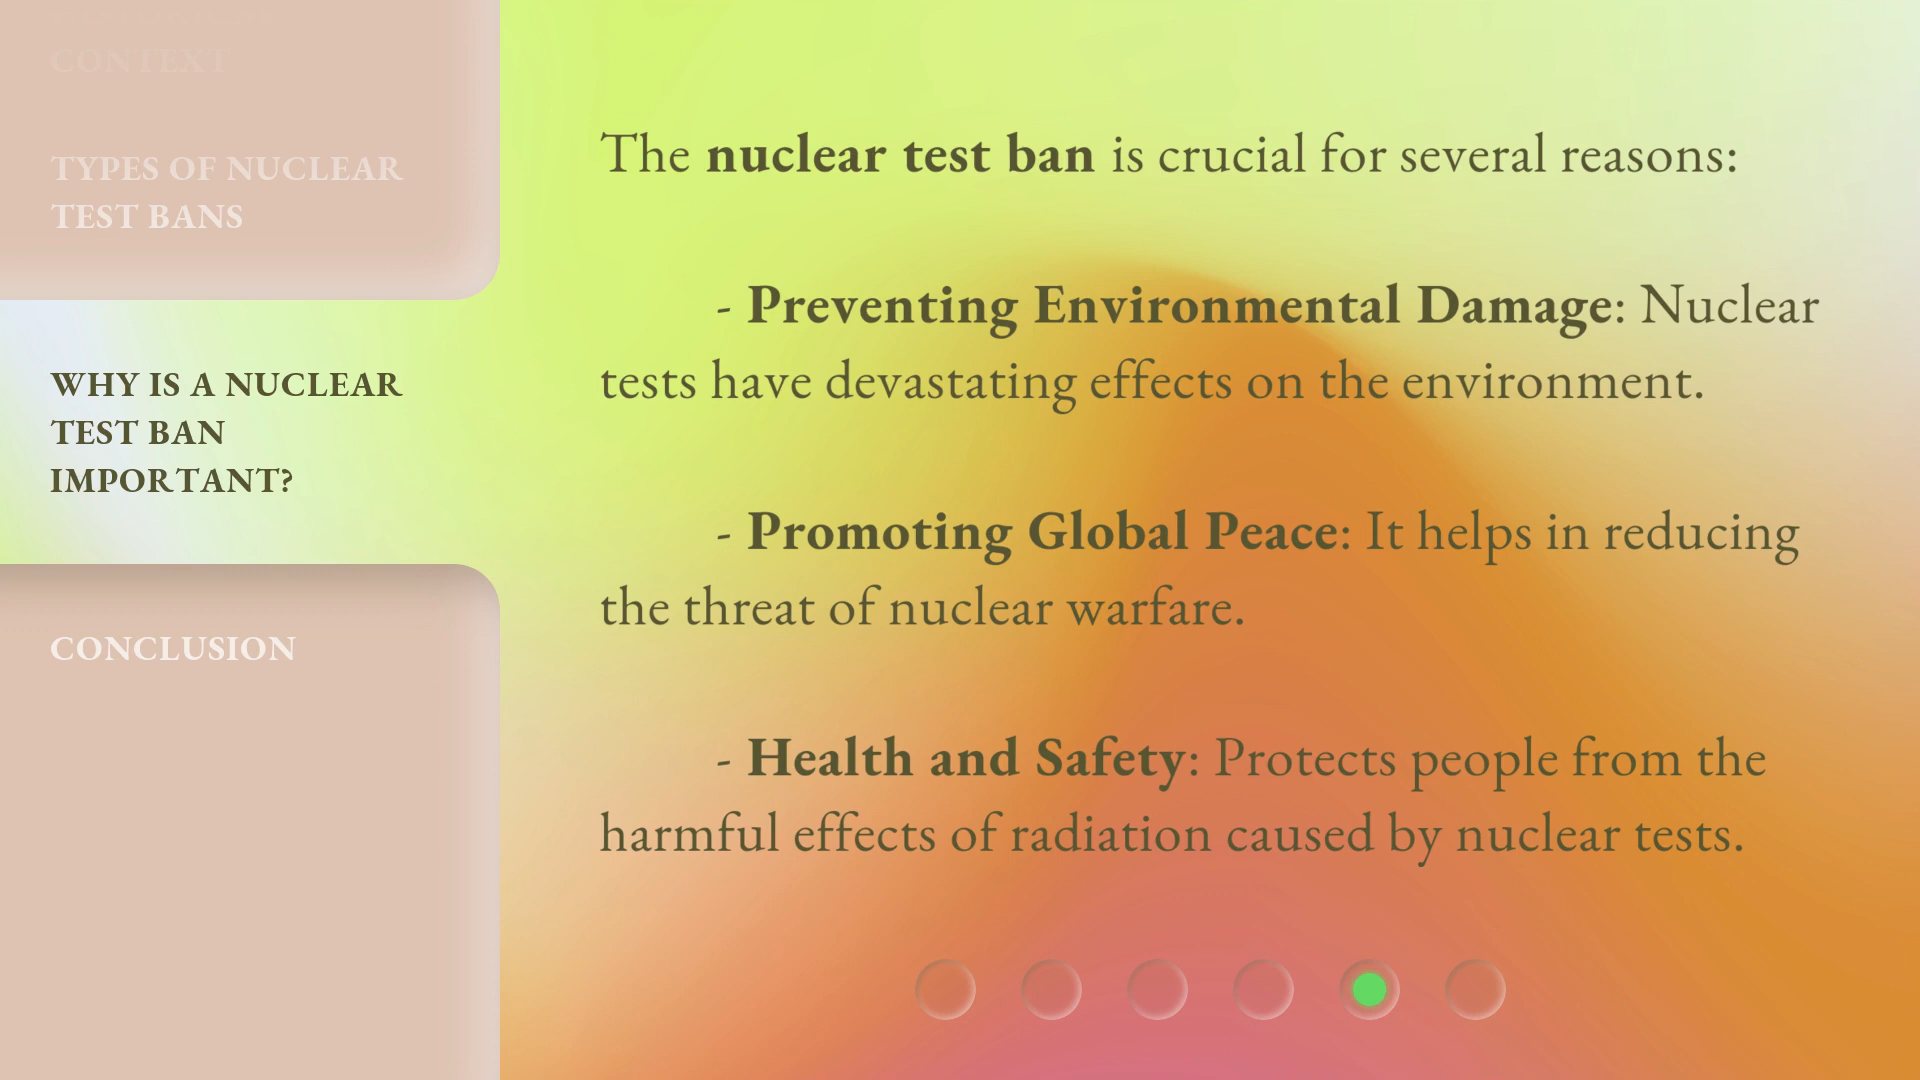 CONTEXT
TYPES OF NUCLEAR
TEST BANS
WHY IS A NUCLEAR
TEST BAN
IMPORTANT?
CONCLUSION
The nuclear test ban is crucial for several reasons:
- Preventing Environmental Damage: Nuclear
tests have devastating effects on the environment.
- Promoting Global Peace: It helps in reducing
the threat of nuclear warfare.
- Health and Safety: Protects people from the
harmful effects of radiation caused by nuclear tests.